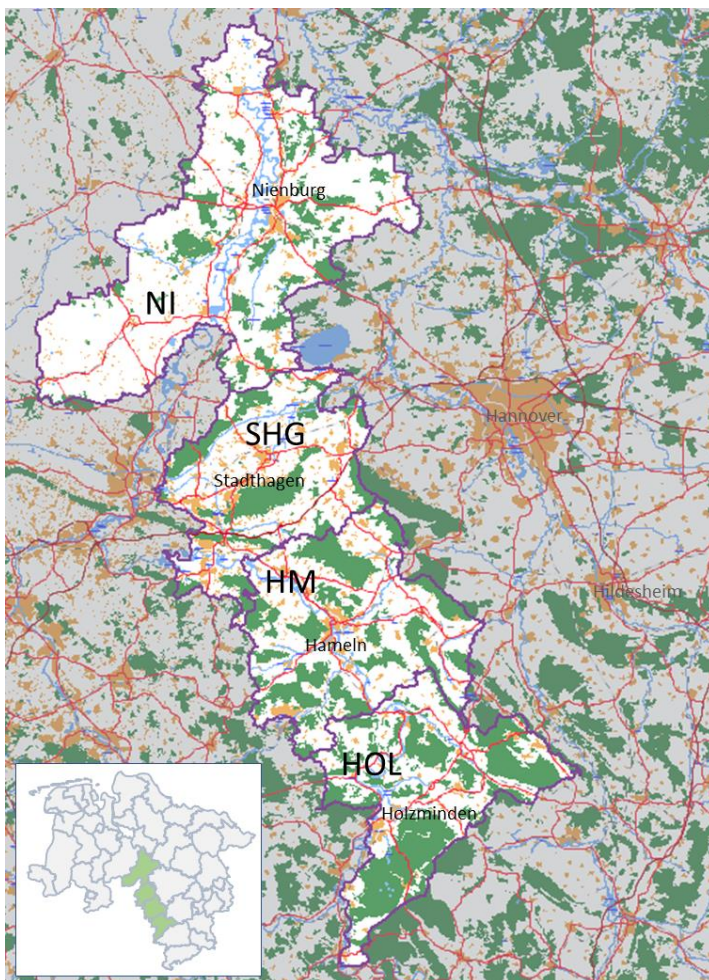 Nienburg
NI
Hannover
SHG
Stadthagen
HM
Hildesheim
Hameln
HOL
Holzminden